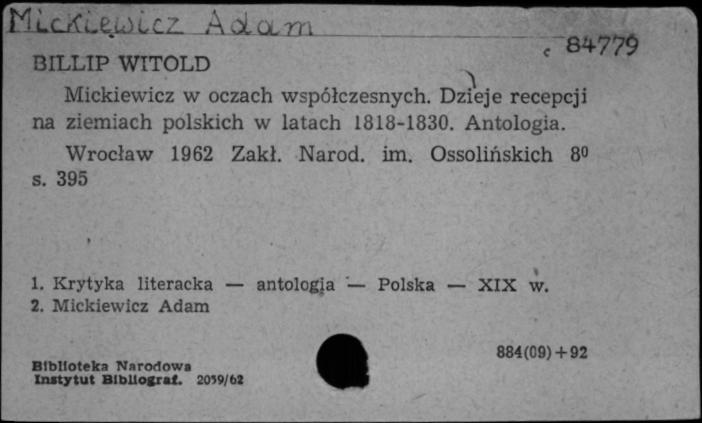 Mickiewicz Adam
c 84779
BILLIP WITOLD
Mickiewicz w oczach współczesnych. Dzieje recepcji
na ziemiach polskich w latach 1818-1830. Antologia.
Wrocław 1962 Zakł. Narod. im. Ossolińskich 8⁰
s. 395
1. Krytyka literacka — antologia — Polska — XIX w.
2. Mickiewicz Adam
884(09)+92
Biblioteka Narodowa
Instytut Bibliograf. 2059/62